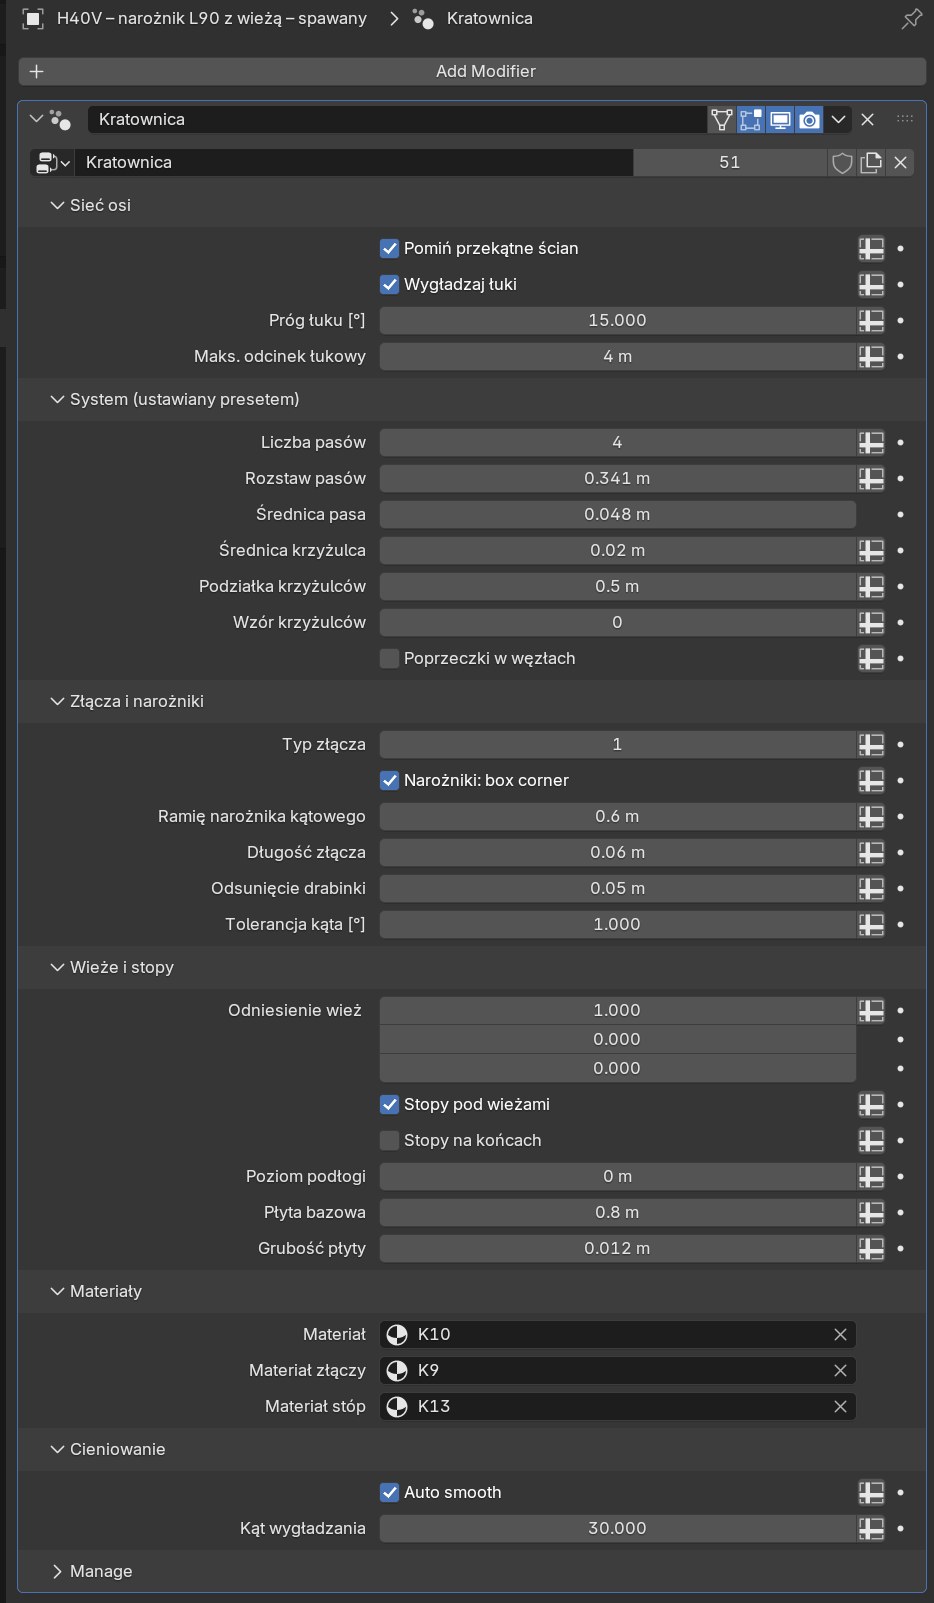 H40V – narożnik L90 z wieżą – spawany > Kratownica
Add Modifier
Kratownica
Kratownica 51
Sieć osi
Pomiń przekątne ścian
Wygładzaj łuki
Próg łuku [°] 15.000
Maks. odcinek łukowy 4 m
System (ustawiany presetem)
Liczba pasów 4
Rozstaw pasów 0.341 m
Średnica pasa 0.048 m
Średnica krzyżulca 0.02 m
Podziałka krzyżulców 0.5 m
Wzór krzyżulców 0
Poprzeczki w węzłach
Złącza i narożniki
Typ złącza 1
Narożniki: box corner
Ramię narożnika kątowego 0.6 m
Długość złącza 0.06 m
Odsunięcie drabinki 0.05 m
Tolerancja kąta [°] 1.000
Wieże i stopy
Odniesienie wież 1.000
0.000
0.000
Stopy pod wieżami
Stopy na końcach
Poziom podłogi 0 m
Płyta bazowa 0.8 m
Grubość płyty 0.012 m
Materiały
Materiał K10
Materiał złączy K9
Materiał stóp K13
Cieniowanie
Auto smooth
Kąt wygładzania 30.000
Manage